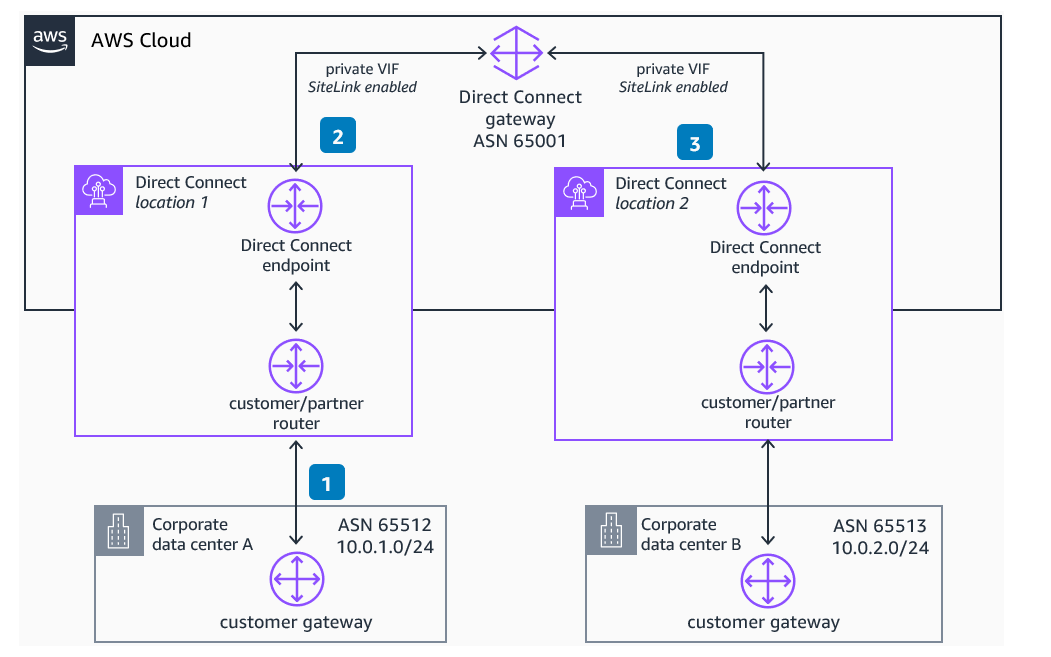 aws
AWS Cloud
private VIF
SiteLink enabled
Direct Connect
gateway
ASN 65001
private VIF
SiteLink enabled
2
3
Direct Connect
location 1
Direct Connect
endpoint
customer/partner
router
Direct Connect
location 2
Direct Connect
endpoint
customer/partner
router
1
Corporate
data center A
ASN 65512
10.0.1.0/24
customer gateway
Corporate
data center B
ASN 65513
10.0.2.0/24
customer gateway